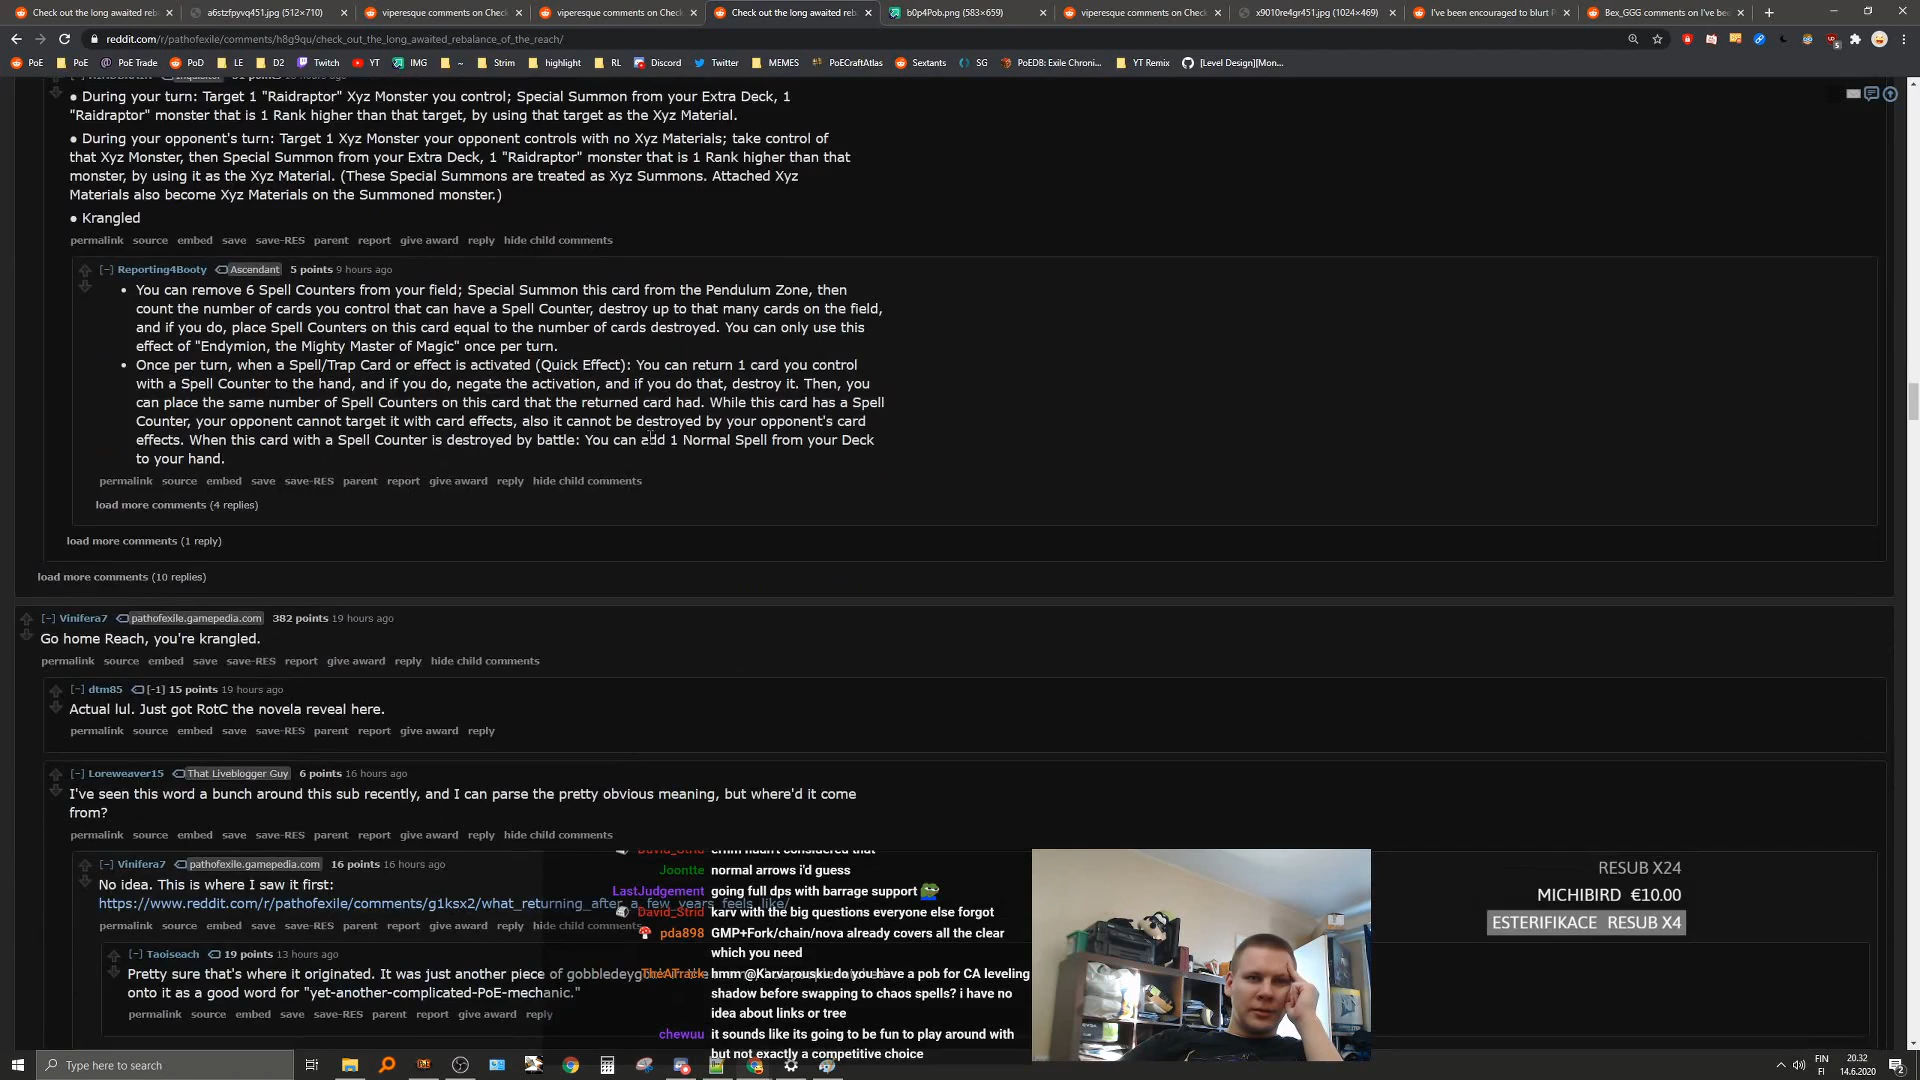 Check out the long awaited reb
a6stzfpyvq451.jpg (512×710)
viperesque comments on Check
viperesque comments on Check
Check out the long awaited reb
b0p4Pob.png (583×659)
viperesque comments on Check
x9010re4gr451.jpg (1024×469)
I've been encouraged to blurt P
Bex_GGG comments on I've bee
reddit.com/r/pathofexile/comments/h8g9qu/check_out_the_long_awaited_rebalance_of_the_reach/
PoE PoE PoE Trade PoD LE D2 Twitch YT IMG ~ Strim highlight RL Discord Twitter MEMES PoECraftAtlas Sextants SG PoEDB: Exile Chroni... YT Remix [Level Design][Mon...
● During your turn: Target 1 "Raidraptor" Xyz Monster you control; Special Summon from your Extra Deck, 1
"Raidraptor" monster that is 1 Rank higher than that target, by using that target as the Xyz Material.
● During your opponent's turn: Target 1 Xyz Monster your opponent controls with no Xyz Materials; take control of
that Xyz Monster, then Special Summon from your Extra Deck, 1 "Raidraptor" monster that is 1 Rank higher than that
monster, by using it as the Xyz Material. (These Special Summons are treated as Xyz Summons. Attached Xyz
Materials also become Xyz Materials on the Summoned monster.)
● Krangled
permalink source embed save save-RES parent report give award reply hide child comments
[–] Reporting4Booty Ascendant 5 points 9 hours ago
• You can remove 6 Spell Counters from your field; Special Summon this card from the Pendulum Zone, then
count the number of cards you control that can have a Spell Counter, destroy up to that many cards on the field,
and if you do, place Spell Counters on this card equal to the number of cards destroyed. You can only use this
effect of "Endymion, the Mighty Master of Magic" once per turn.
• Once per turn, when a Spell/Trap Card or effect is activated (Quick Effect): You can return 1 card you control
with a Spell Counter to the hand, and if you do, negate the activation, and if you do that, destroy it. Then, you
can place the same number of Spell Counters on this card that the returned card had. While this card has a Spell
Counter, your opponent cannot target it with card effects, also it cannot be destroyed by your opponent's card
effects. When this card with a Spell Counter is destroyed by battle: You can add 1 Normal Spell from your Deck
to your hand.
permalink source embed save save-RES parent report give award reply hide child comments
load more comments (4 replies)
load more comments (1 reply)
load more comments (10 replies)
[–] Vinifera7 pathofexile.gamepedia.com 382 points 19 hours ago
Go home Reach, you're krangled.
permalink source embed save save-RES report give award reply hide child comments
[–] dtm85 [-1] 15 points 19 hours ago
Actual lul. Just got RotC the novela reveal here.
permalink source embed save save-RES parent report give award reply
[–] Loreweaver15 That Liveblogger Guy 6 points 16 hours ago
I've seen this word a bunch around this sub recently, and I can parse the pretty obvious meaning, but where'd it come
from?
permalink source embed save save-RES parent report give award reply hide child comments
[–] Vinifera7 pathofexile.gamepedia.com 16 points 16 hours ago
No idea. This is where I saw it first:
https://www.reddit.com/r/pathofexile/comments/g1ksx2/what_returning_after_a_few_years_feels_like/
permalink source embed save save-RES parent report give award reply hide child comments
[–] Taoiseach 19 points 13 hours ago
Pretty sure that's where it originated. It was just another piece of
onto it as a good word for "yet-another-complicated-PoE-mechanic."
permalink source embed save save-RES parent report give award reply
David_Strid hadn't considered that
Joontte normal arrows i'd guess
LastJudgement going full dps with barrage support
David_Strid karv with the big questions everyone else forgot
pda898 GMP+Fork/chain/nova already covers all the clear
which you need
hmm @Karvarousku do you have a pob for CA leveling
shadow before swapping to chaos spells? i have no
idea about links or tree
chewuu it sounds like its going to be fun to play around with
but not exactly a competitive choice
RESUB X24
MICHIBIRD €10.00
ESTERIFIKACE RESUB X4
Type here to search
FIN
FI
20.32
14.6.2020